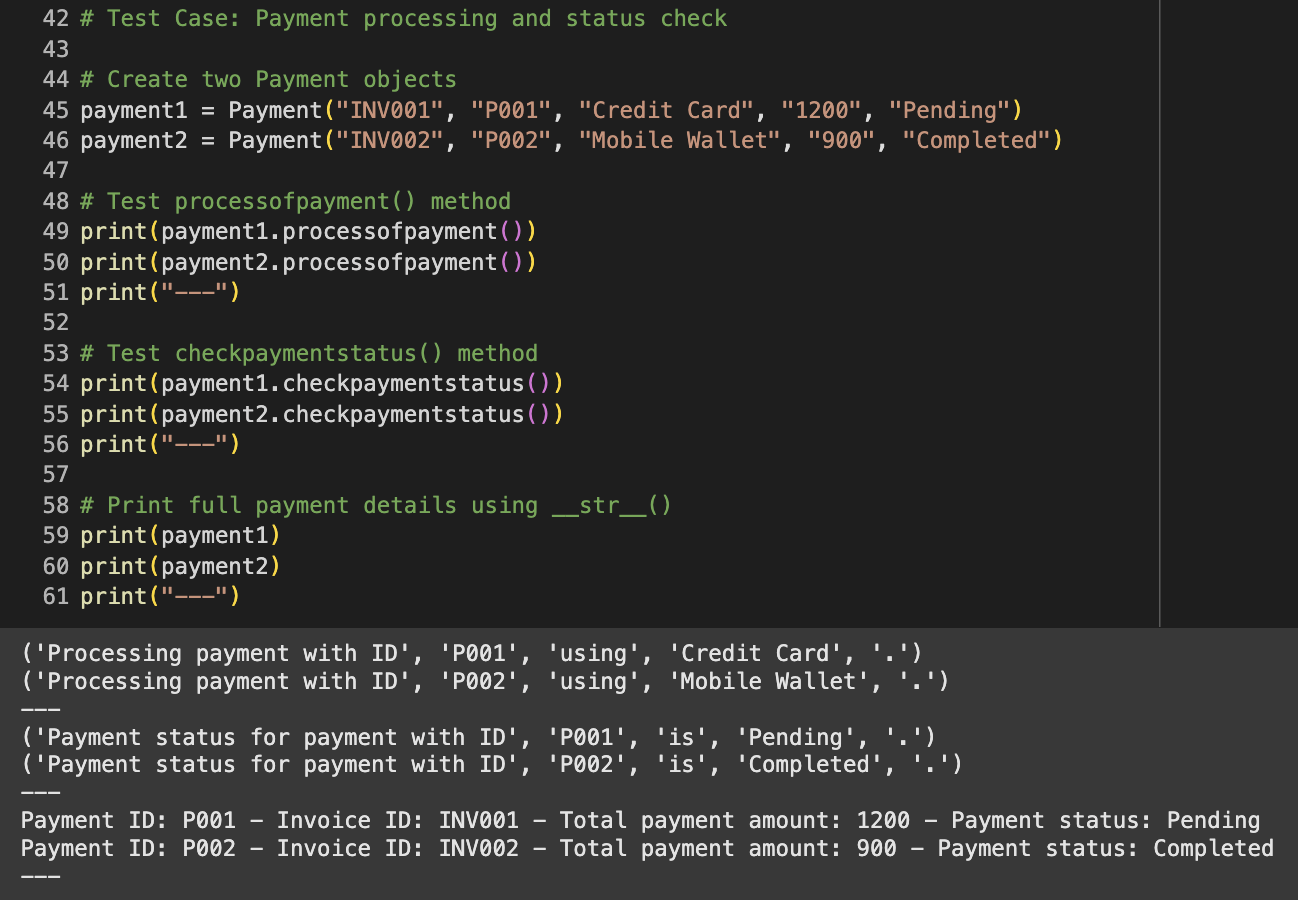 42 # Test Case: Payment processing and status check
43
44 # Create two Payment objects
45 payment1 = Payment("INV001", "P001", "Credit Card", "1200", "Pending")
46 payment2 = Payment("INV002", "P002", "Mobile Wallet", "900", "Completed")
47
48 # Test processofpayment() method
49 print(payment1.processofpayment())
50 print(payment2.processofpayment())
51 print("---")
52
53 # Test checkpaymentstatus() method
54 print(payment1.checkpaymentstatus())
55 print(payment2.checkpaymentstatus())
56 print("---")
57
58 # Print full payment details using __str__()
59 print(payment1)
60 print(payment2)
61 print("---")
('Processing payment with ID', 'P001', 'using', 'Credit Card', '.')
('Processing payment with ID', 'P002', 'using', 'Mobile Wallet', '.')
---
('Payment status for payment with ID', 'P001', 'is', 'Pending', '.')
('Payment status for payment with ID', 'P002', 'is', 'Completed', '.')
---
Payment ID: P001 - Invoice ID: INV001 - Total payment amount: 1200 - Payment status: Pending
Payment ID: P002 - Invoice ID: INV002 - Total payment amount: 900 - Payment status: Completed
---